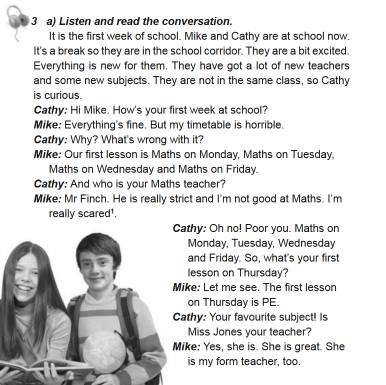 3 a) Listen and read the conversation.
It is the first week of school. Mike and Cathy are at school now.
It's a break so they are in the school corridor. They are a bit excited.
Everything is new for them. They have got a lot of new teachers
and some new subjects. They are not in the same class, so Cathy
is curious.
Cathy: Hi Mike. How's your first week at school?
Mike: Everything's fine. But my timetable is horrible.
Cathy: Why? What's wrong with it?
Mike: Our first lesson is Maths on Monday, Maths on Tuesday,
Maths on Wednesday and Maths on Friday.
Cathy: And who is your Maths teacher?
Mike: Mr Finch. He is really strict and I'm not good at Maths. I'm
really scared¹.
Cathy: Oh no! Poor you. Maths on
Monday, Tuesday, Wednesday
and Friday. So, what's your first
lesson on Thursday?
Mike: Let me see. The first lesson
on Thursday is PE.
Cathy: Your favourite subject! Is
Miss Jones your teacher?
Mike: Yes, she is. She is great. She
is my form teacher, too.